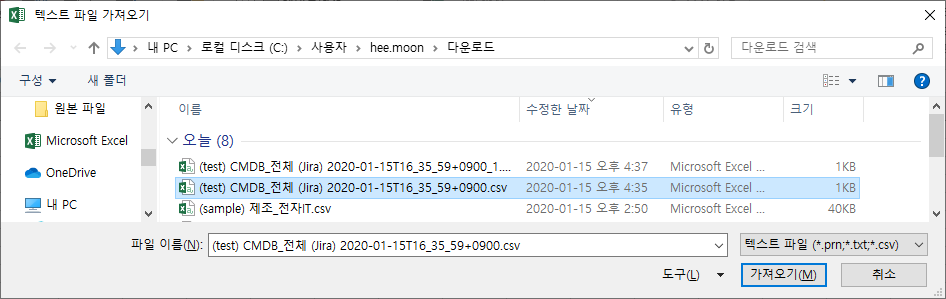 텍스트 파일 가져오기
내 PC > 로컬 디스크 (C:) > 사용자 > hee.moon > 다운로드
다운로드 검색
구성 새 폴더
원본 파일
Microsoft Excel
OneDrive
내 PC
이름 수정한 날짜 유형 크기
오늘 (8)
(test) CMDB_전체 (Jira) 2020-01-15T16_35_59+0900_1.... 2020-01-15 오후 4:37 Microsoft Excel ... 1KB
(test) CMDB_전체 (Jira) 2020-01-15T16_35_59+0900.csv 2020-01-15 오후 4:35 Microsoft Excel ... 1KB
(sample) 제조_전자IT.csv 2020-01-15 오후 2:50 Microsoft Excel ... 40KB
파일 이름(N): (test) CMDB_전체 (Jira) 2020-01-15T16_35_59+0900.csv 텍스트 파일 (*.prn;*.txt;*.csv)
도구(L) 가져오기(M) 취소